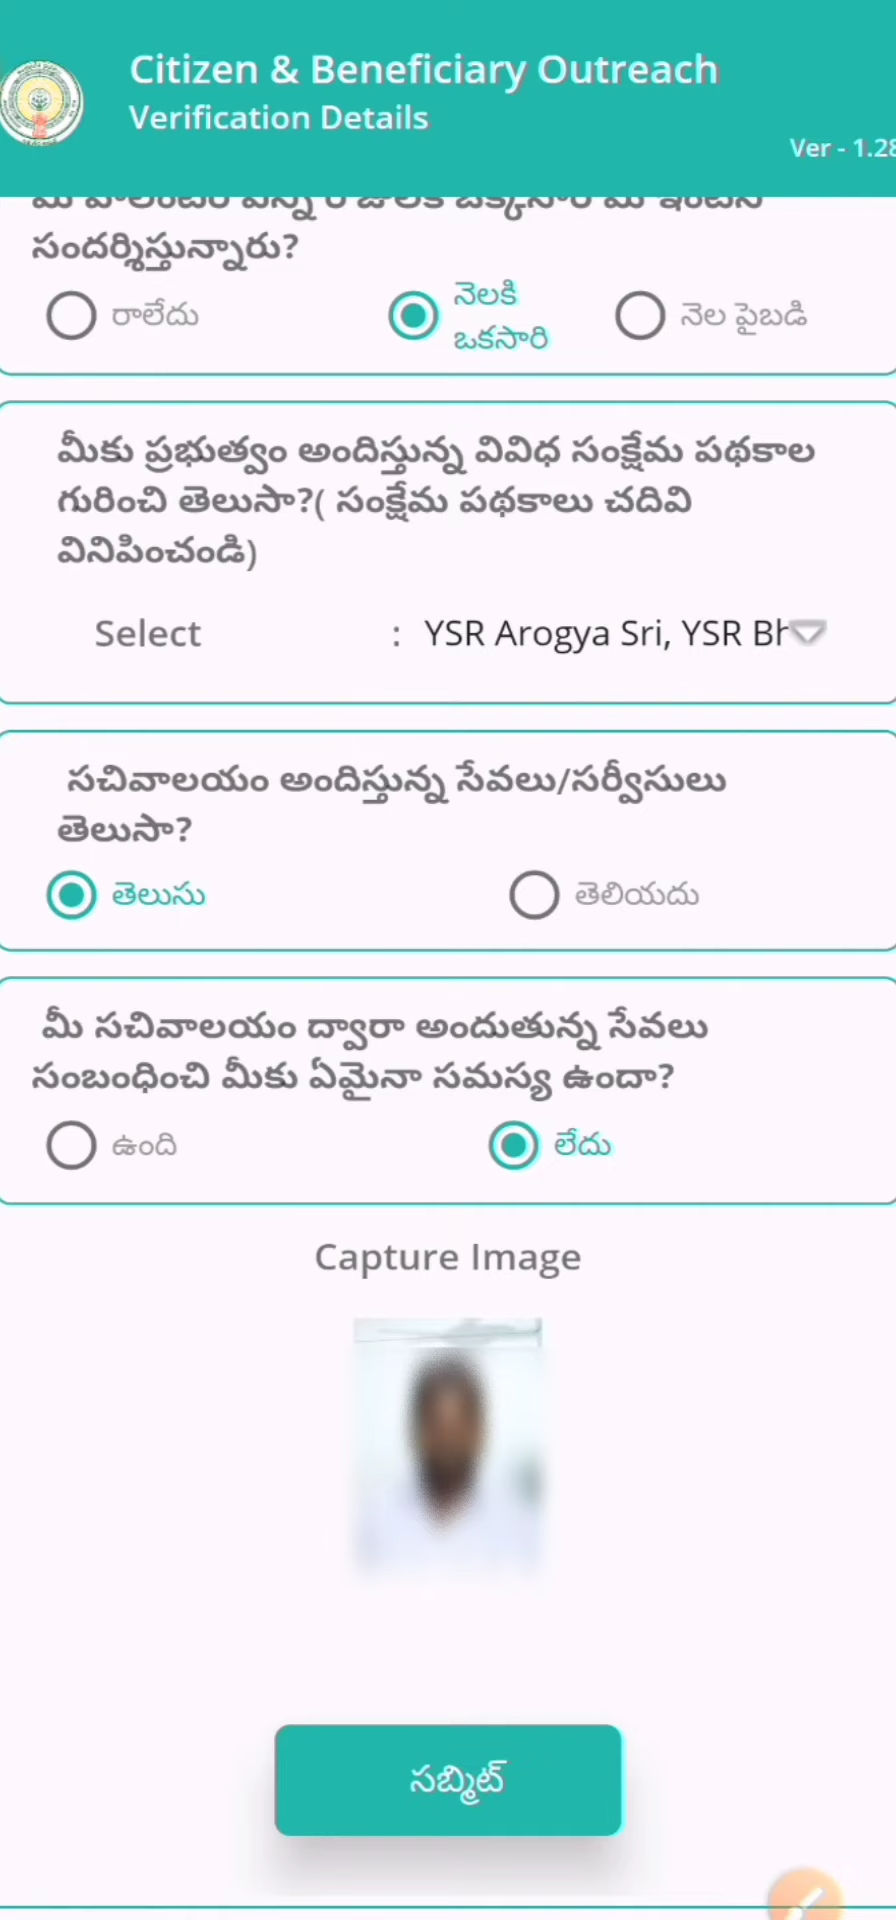 Citizen & Beneficiary Outreach
Verification Details
Ver - 1.28
సందర్శిస్తున్నారు?
రాలేదు
నెలకి
ఒకసారి
నెల పైబడి
మీకు ప్రభుత్వం అందిస్తున్న వివిధ సంక్షేమ పథకాల
గురించి తెలుసా?( సంక్షేమ పథకాలు చదివి
వినిపించండి)
Select : YSR Arogya Sri, YSR Bh
సచివాలయం అందిస్తున్న సేవలు/సర్వీసులు
తెలుసా?
తెలుసు
తెలియదు
మీ సచివాలయం ద్వారా అందుతున్న సేవలు
సంబంధించి మీకు ఏమైనా సమస్య ఉందా?
ఉంది
లేదు
Capture Image
సబ్మిట్